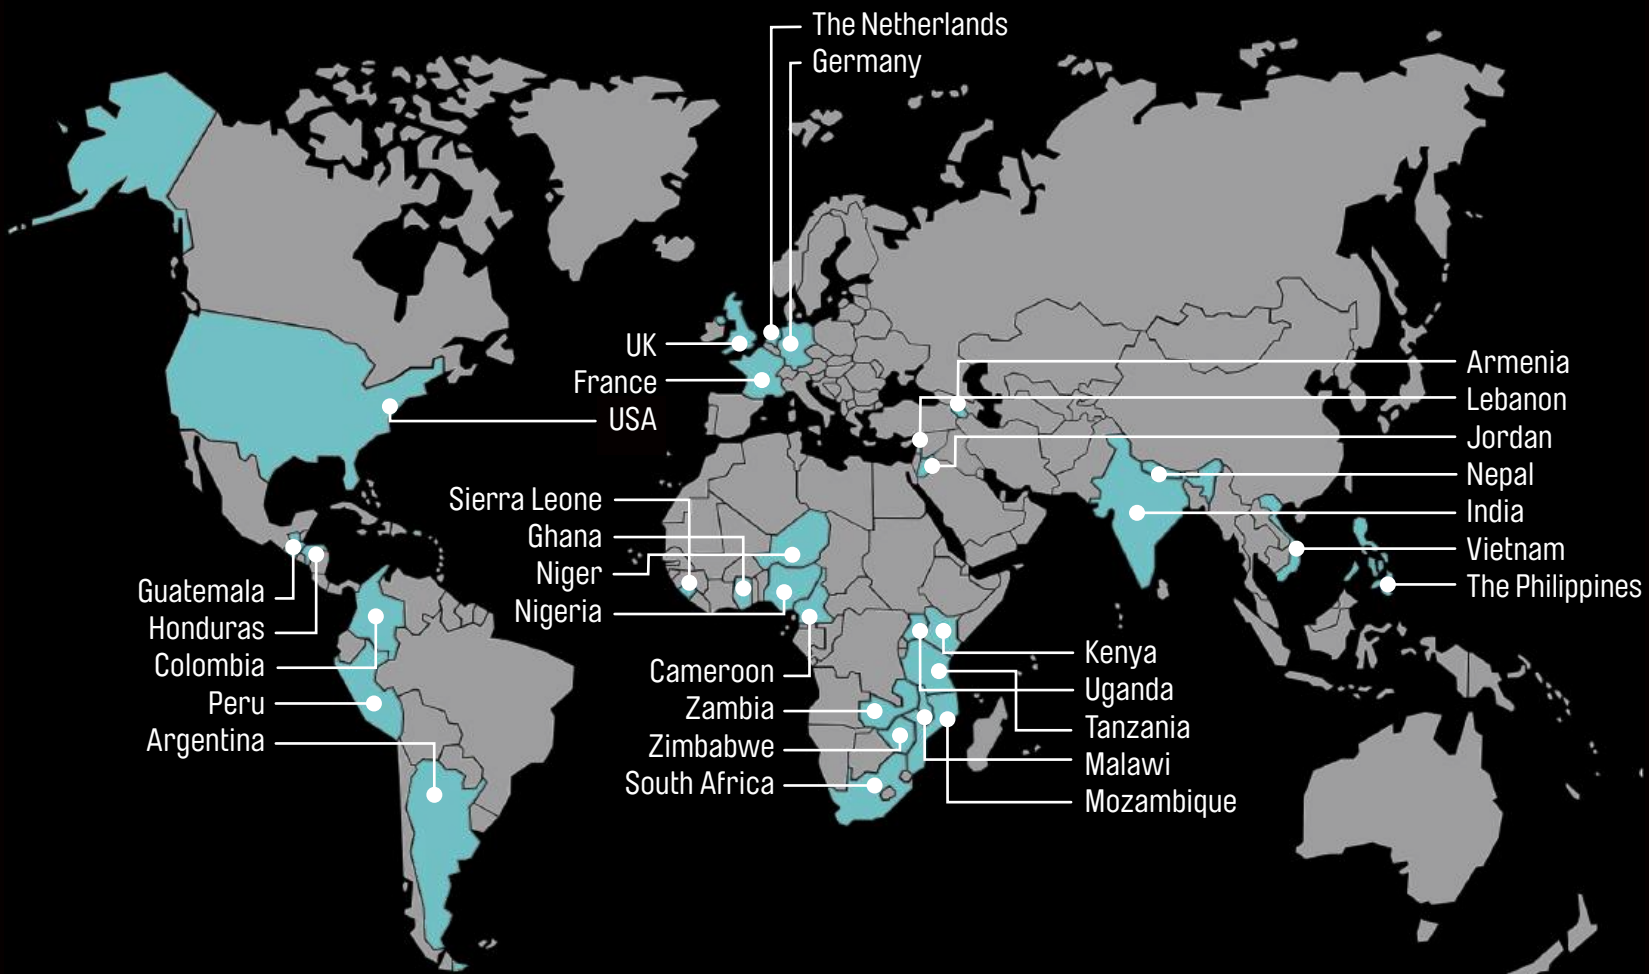 The Netherlands
Germany
UK
France
USA
Armenia
Lebanon
Jordan
Nepal
India
Vietnam
The Philippines
Sierra Leone
Ghana
Niger
Nigeria
Guatemala
Honduras
Colombia
Peru
Argentina
Cameroon
Zambia
Zimbabwe
South Africa
Kenya
Uganda
Tanzania
Malawi
Mozambique